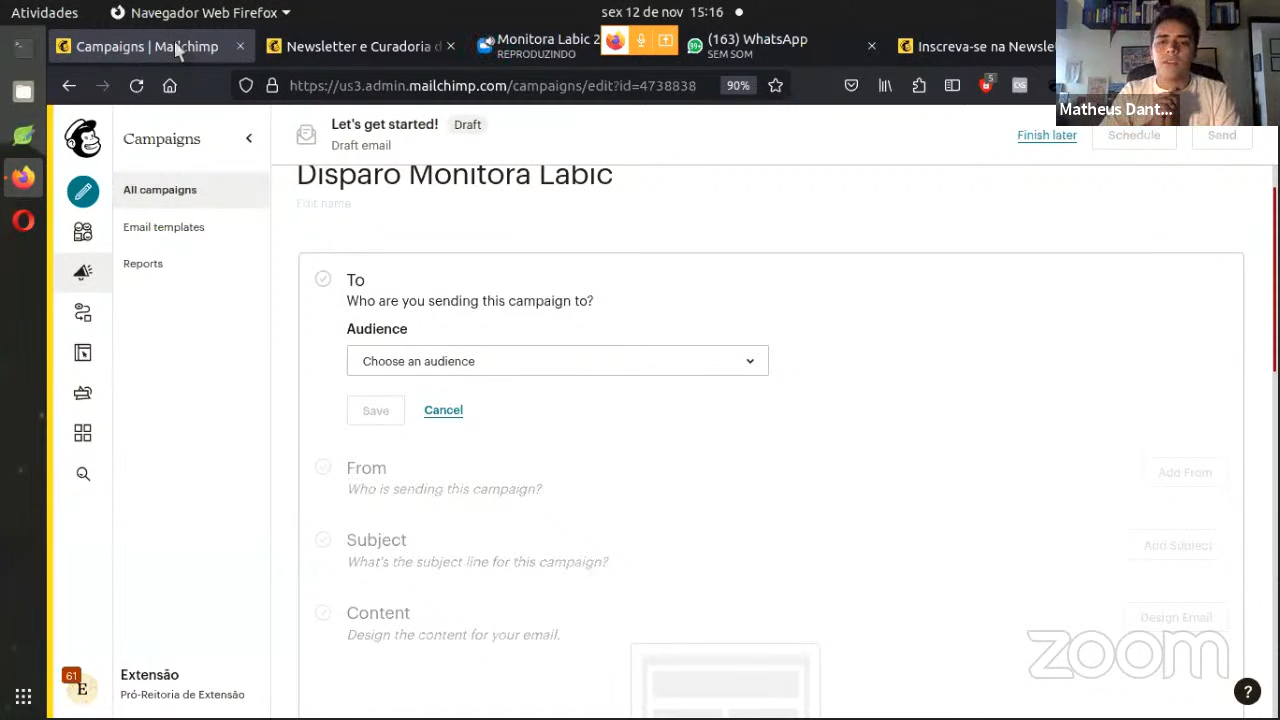 Atividades
Navegador Web Firefox
sex 12 de nov 15:16
Campaigns | Mailchimp
Newsletter e Curadoria d
Monitora Labic 2
REPRODUZINDO
(163) WhatsApp
SEM SOM
Inscreva-se na Newsle
https://us3.admin.mailchimp.com/campaigns/edit?id=4738838
90%
5
Matheus Dant...
Campaigns
Let's get started!
Draft
Draft email
Finish later
Schedule
Send
All campaigns
Email templates
Reports
Disparo Monitora Labic
Edit name
To
Who are you sending this campaign to?
Audience
Choose an audience
Save
Cancel
From
Who is sending this campaign?
Add From
Subject
What's the subject line for this campaign?
Add Subject
Content
Design the content for your email.
Design Email
zoom
61
E
Extensão
Pró-Reitoria de Extensão
?